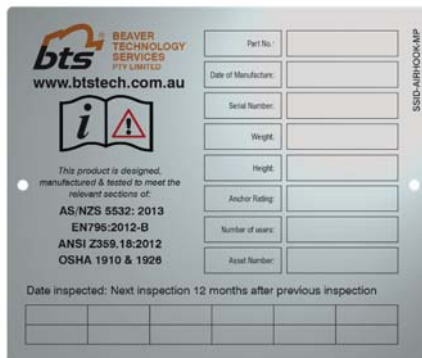 bts®
BEAVER
TECHNOLOGY
SERVICES
PTY LIMITED
www.btstech.com.au
i
This product is designed,
manufactured & tested to meet the
relevant sections of:
AS/NZS 5532: 2013
EN795:2012-B
ANSI Z359.18:2012
OSHA 1910 & 1926
Part No.:
Date of Manufacture:
Serial Number:
Weight:
Height:
Anchor Rating:
Number of users:
Asset Number:
SSID-AIRHOOK-MP
Date inspected: Next inspection 12 months after previous inspection